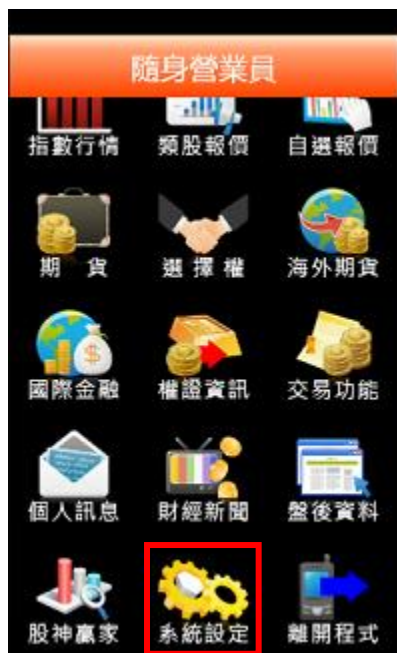 隨身營業員
指數行情 類股報價 自選報價
期 貨 選擇權 海外期貨
國際金融 權證資訊 交易功能
個人訊息 財經新聞 盤後資料
股神贏家 系統設定 離開程式